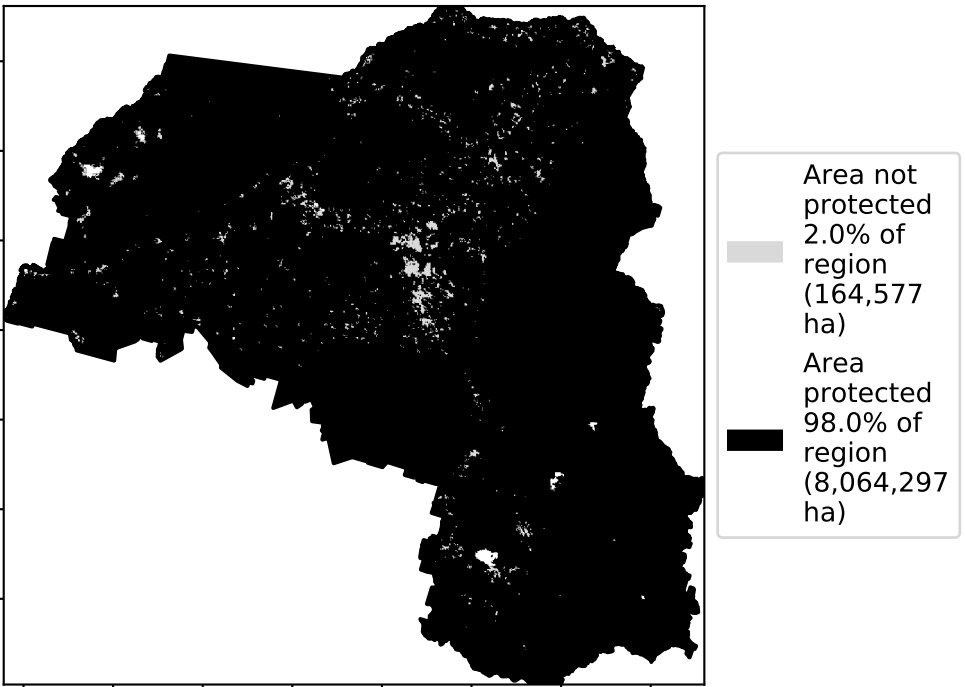 Area not
protected
2.0% of
region
(164,577
ha)
Area
protected
98.0% of
region
(8,064,297
ha)